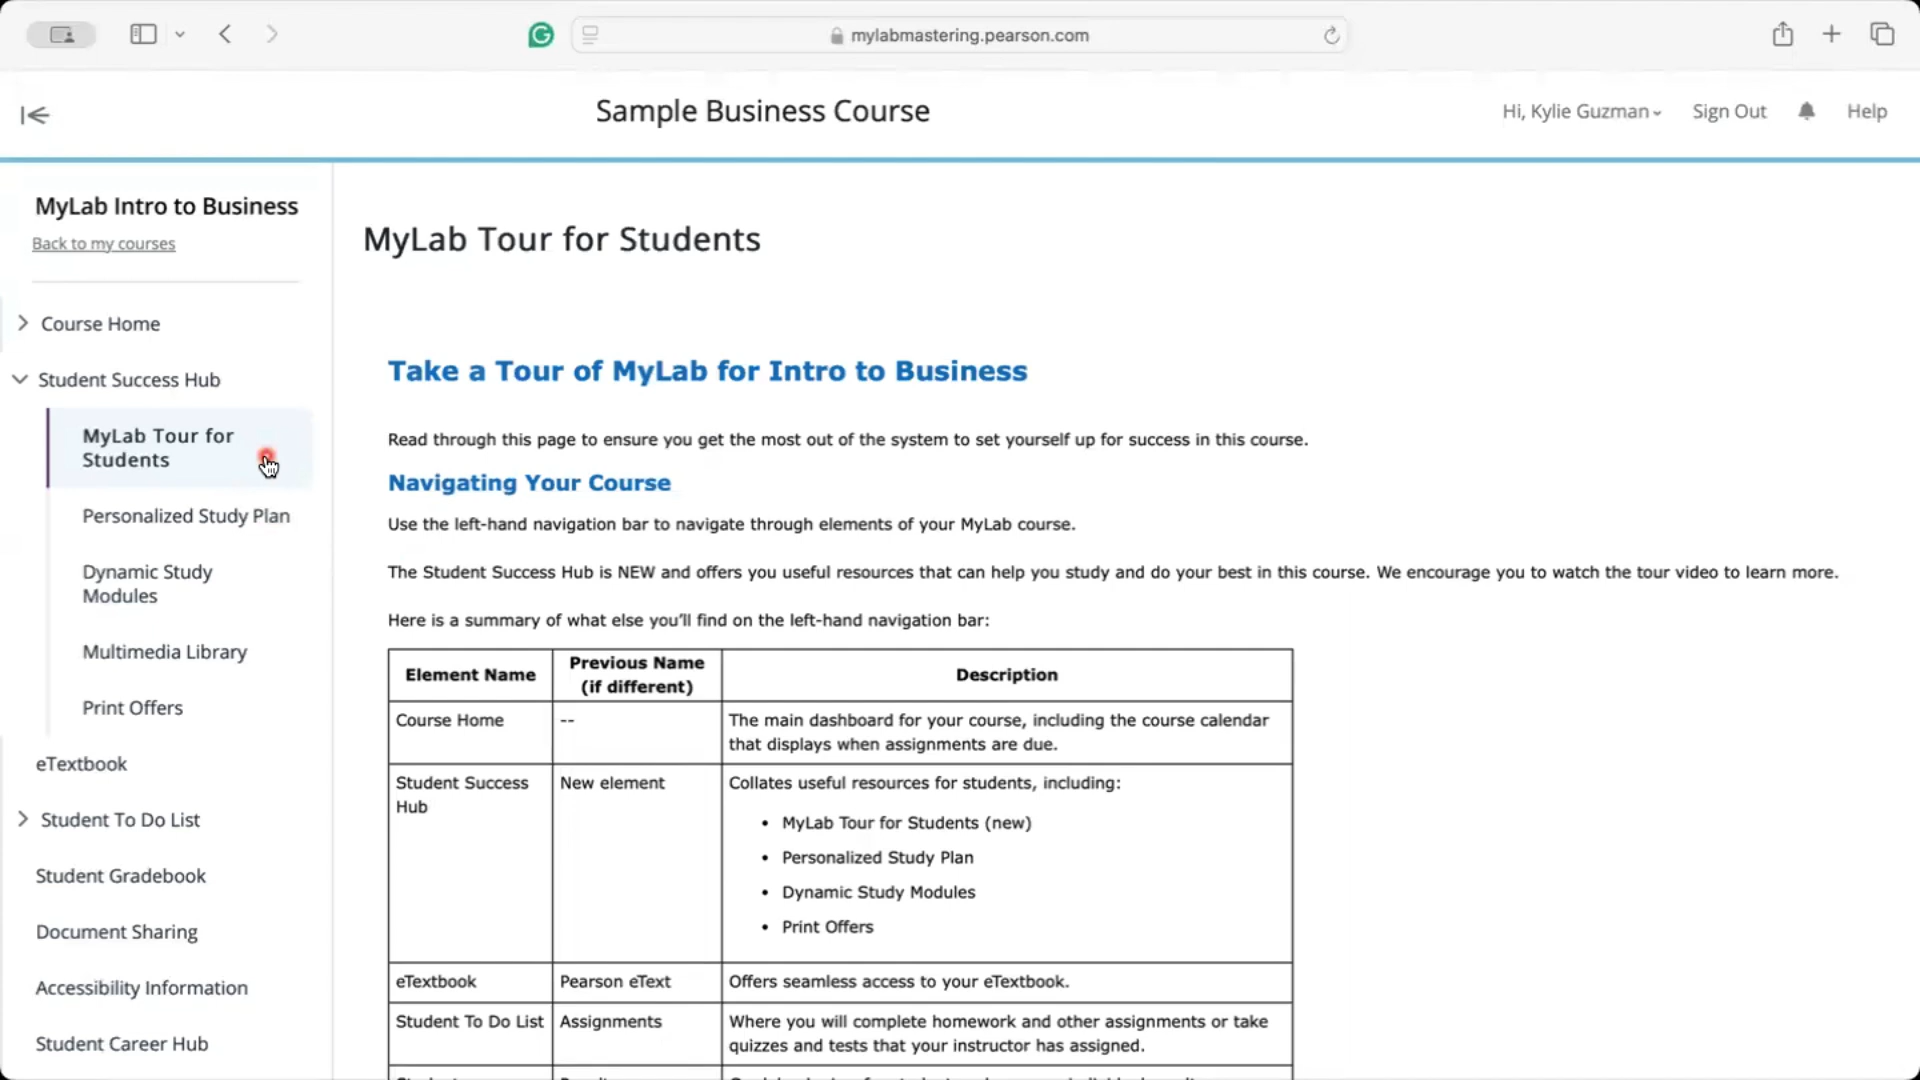 mylabmastering.pearson.com
Sample Business Course
Hi, Kylie Guzman
Sign Out
Help
MyLab Intro to Business
Back to my courses
Course Home
Student Success Hub
MyLab Tour for
Students
Personalized Study Plan
Dynamic Study
Modules
Multimedia Library
Print Offers
eTextbook
Student To Do List
Student Gradebook
Document Sharing
Accessibility Information
Student Career Hub
MyLab Tour for Students
Take a Tour of MyLab for Intro to Business
Read through this page to ensure you get the most out of the system to set yourself up for success in this course.
Navigating Your Course
Use the left-hand navigation bar to navigate through elements of your MyLab course.
The Student Success Hub is NEW and offers you useful resources that can help you study and do your best in this course. We encourage you to watch the tour video to learn more.
Here is a summary of what else you'll find on the left-hand navigation bar:
Element Name
Previous Name
(if different)
Description
Course Home
--
The main dashboard for your course, including the course calendar
that displays when assignments are due.
Student Success
Hub
New element
Collates useful resources for students, including:
• MyLab Tour for Students (new)
• Personalized Study Plan
• Dynamic Study Modules
• Print Offers
eTextbook
Pearson eText
Offers seamless access to your eTextbook.
Student To Do List
Assignments
Where you will complete homework and other assignments or take
quizzes and tests that your instructor has assigned.